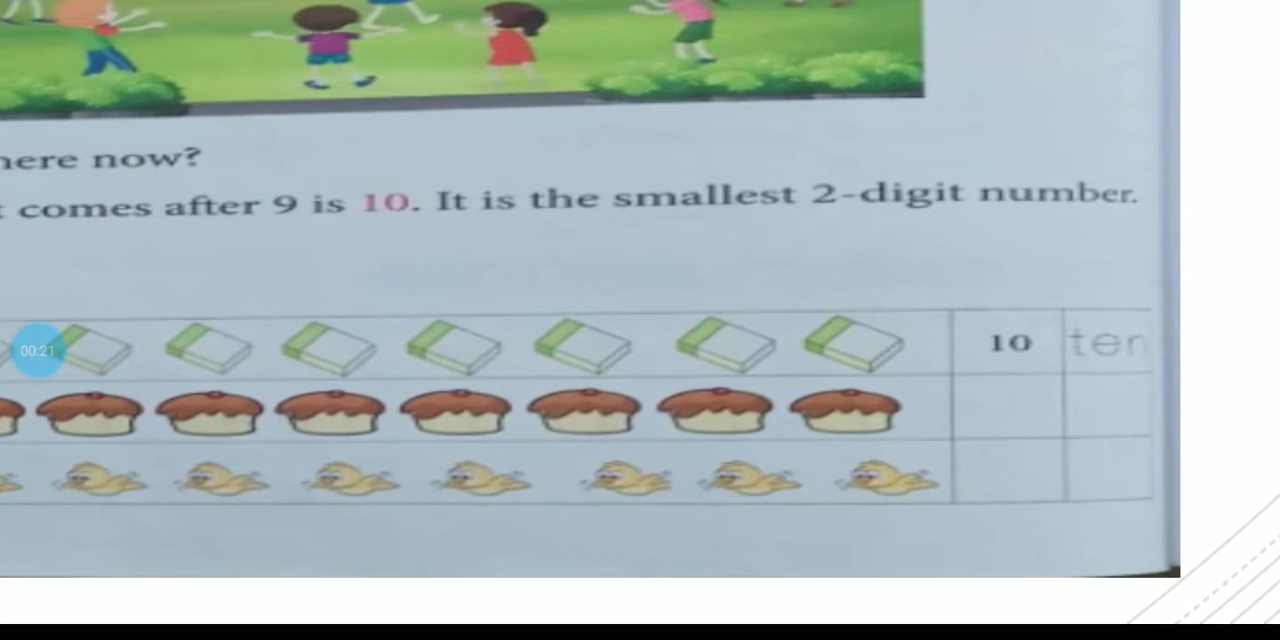 here now?
comes after 9 is 10. It is the smallest 2-digit number.
00:21
10 ten